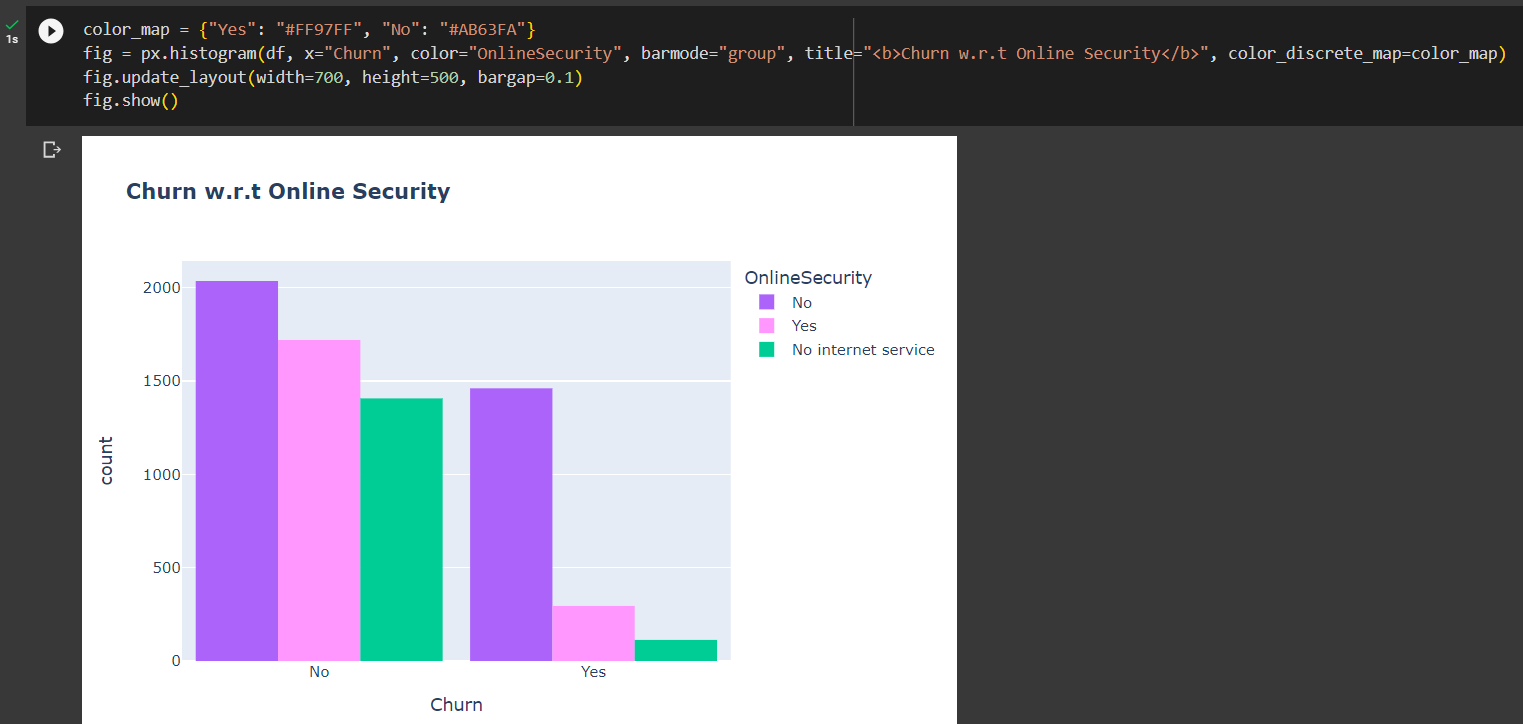 color_map = {"Yes": "#FF97FF", "No": "#AB63FA"}
fig = px.histogram(df, x="Churn", color="OnlineSecurity", barmode="group", title="<b>Churn w.r.t Online Security</b>", color_discrete_map=color_map)
fig.update_layout(width=700, height=500, bargap=0.1)
fig.show()
1s
Churn w.r.t Online Security
OnlineSecurity
No
Yes
No internet service
2000
1500
1000
500
0
count
No
Yes
Churn